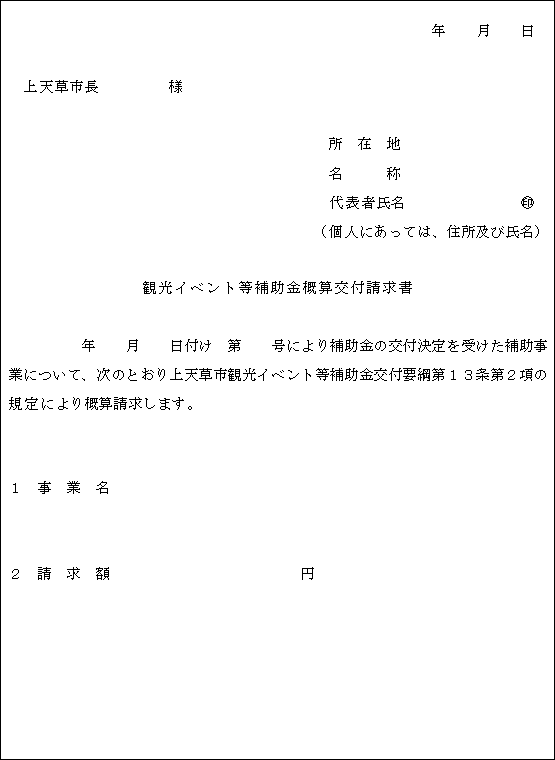 年　　月　　日
上天草市長　　　　　様
所　在　地
名　　　称
代表者氏名　　　　　　　　㊞
（個人にあっては、住所及び氏名）
観光イベント等補助金概算交付請求書
年　　月　　日付け　第　　号により補助金の交付決定を受けた補助事
業について、次のとおり上天草市観光イベント等補助金交付要綱第１３条第２項の
規定により概算請求します。
１　事　業　名
２　請　求　額　　　　　　　　　　　　　円